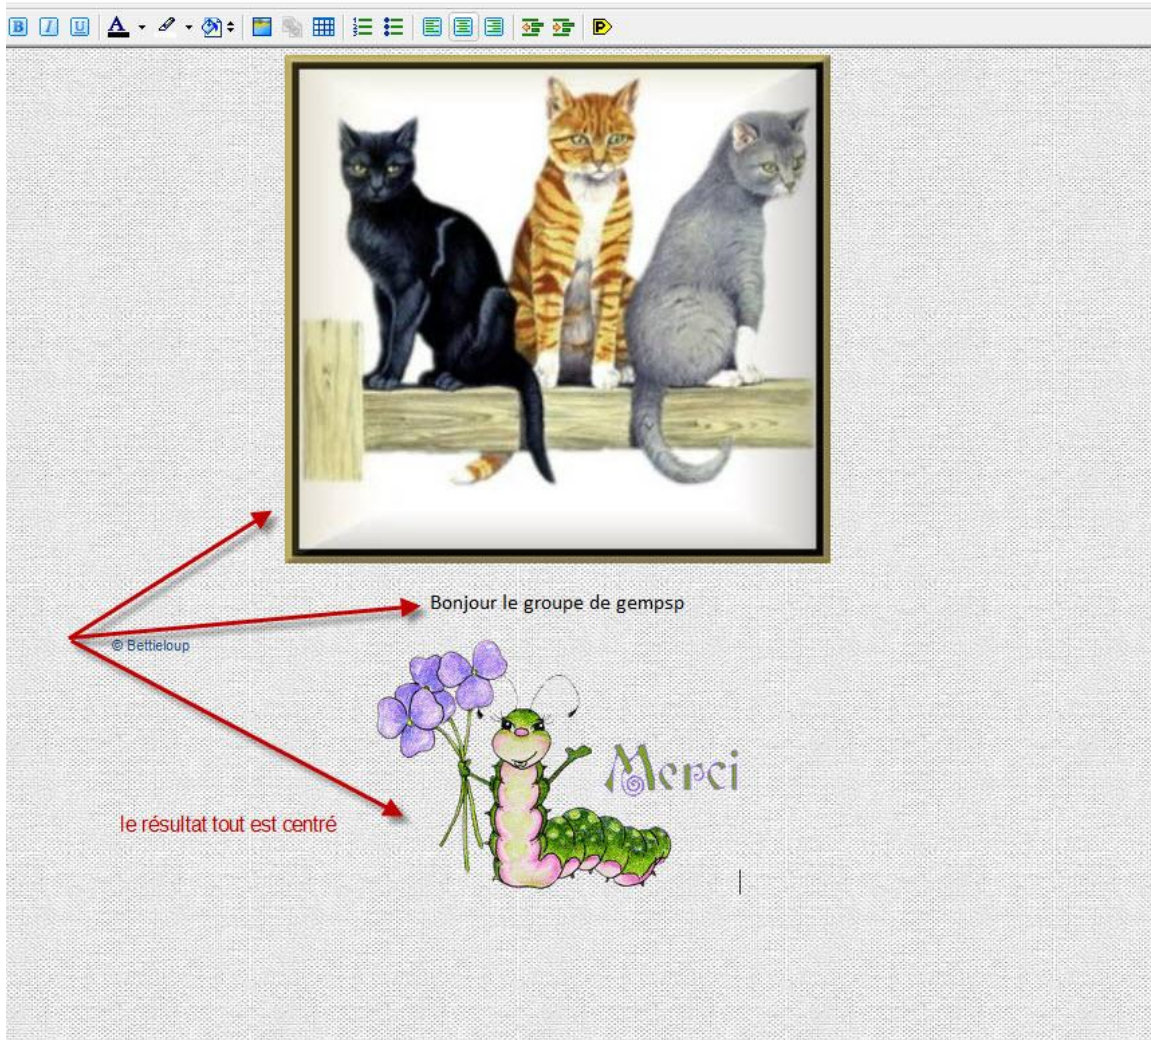 B I U A
P
Bonjour le groupe de gempsp
© Bettieloup
Merci
le résultat tout est centré